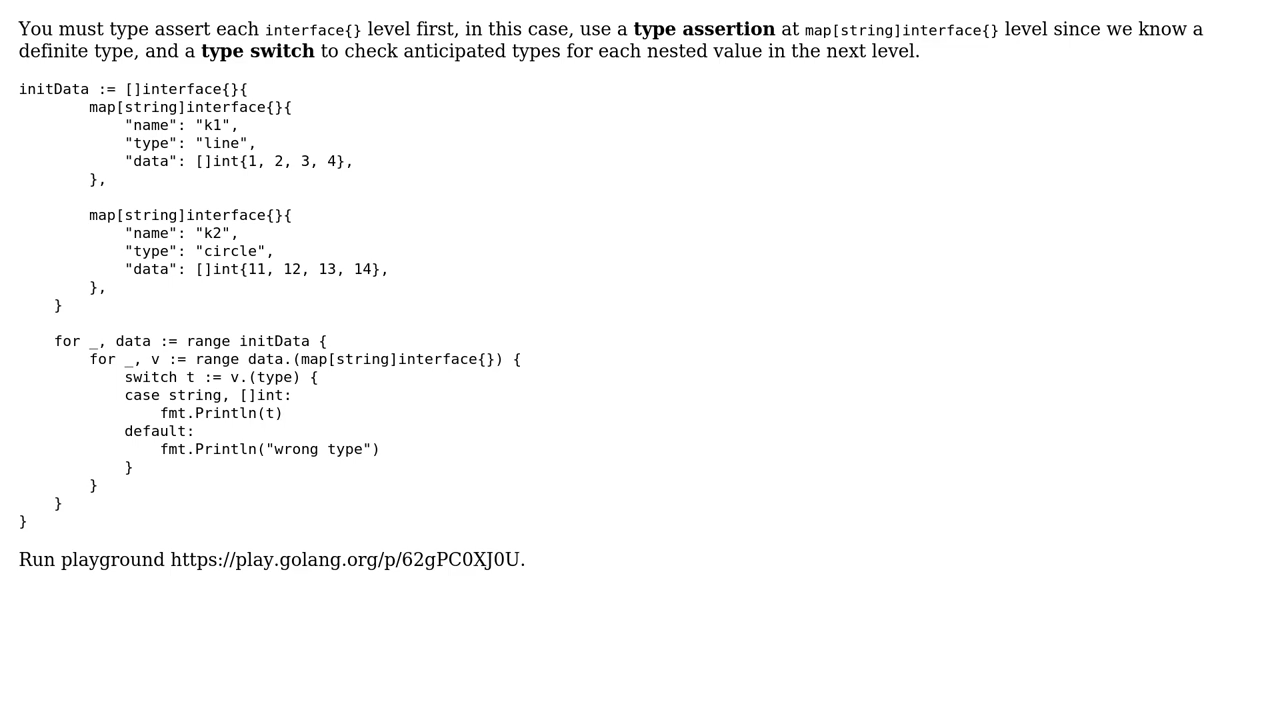 You must type assert each interface{} level first, in this case, use a type assertion at map[string]interface{} level since we know a
definite type, and a type switch to check anticipated types for each nested value in the next level.
initData := []interface{}{
        map[string]interface{}{
            "name": "k1",
            "type": "line",
            "data": []int{1, 2, 3, 4},
        },

        map[string]interface{}{
            "name": "k2",
            "type": "circle",
            "data": []int{11, 12, 13, 14},
        },
    }

    for _, data := range initData {
        for _, v := range data.(map[string]interface{}) {
            switch t := v.(type) {
            case string, []int:
                fmt.Println(t)
            default:
                fmt.Println("wrong type")
            }
        }
    }
}
Run playground https://play.golang.org/p/62gPC0XJ0U.